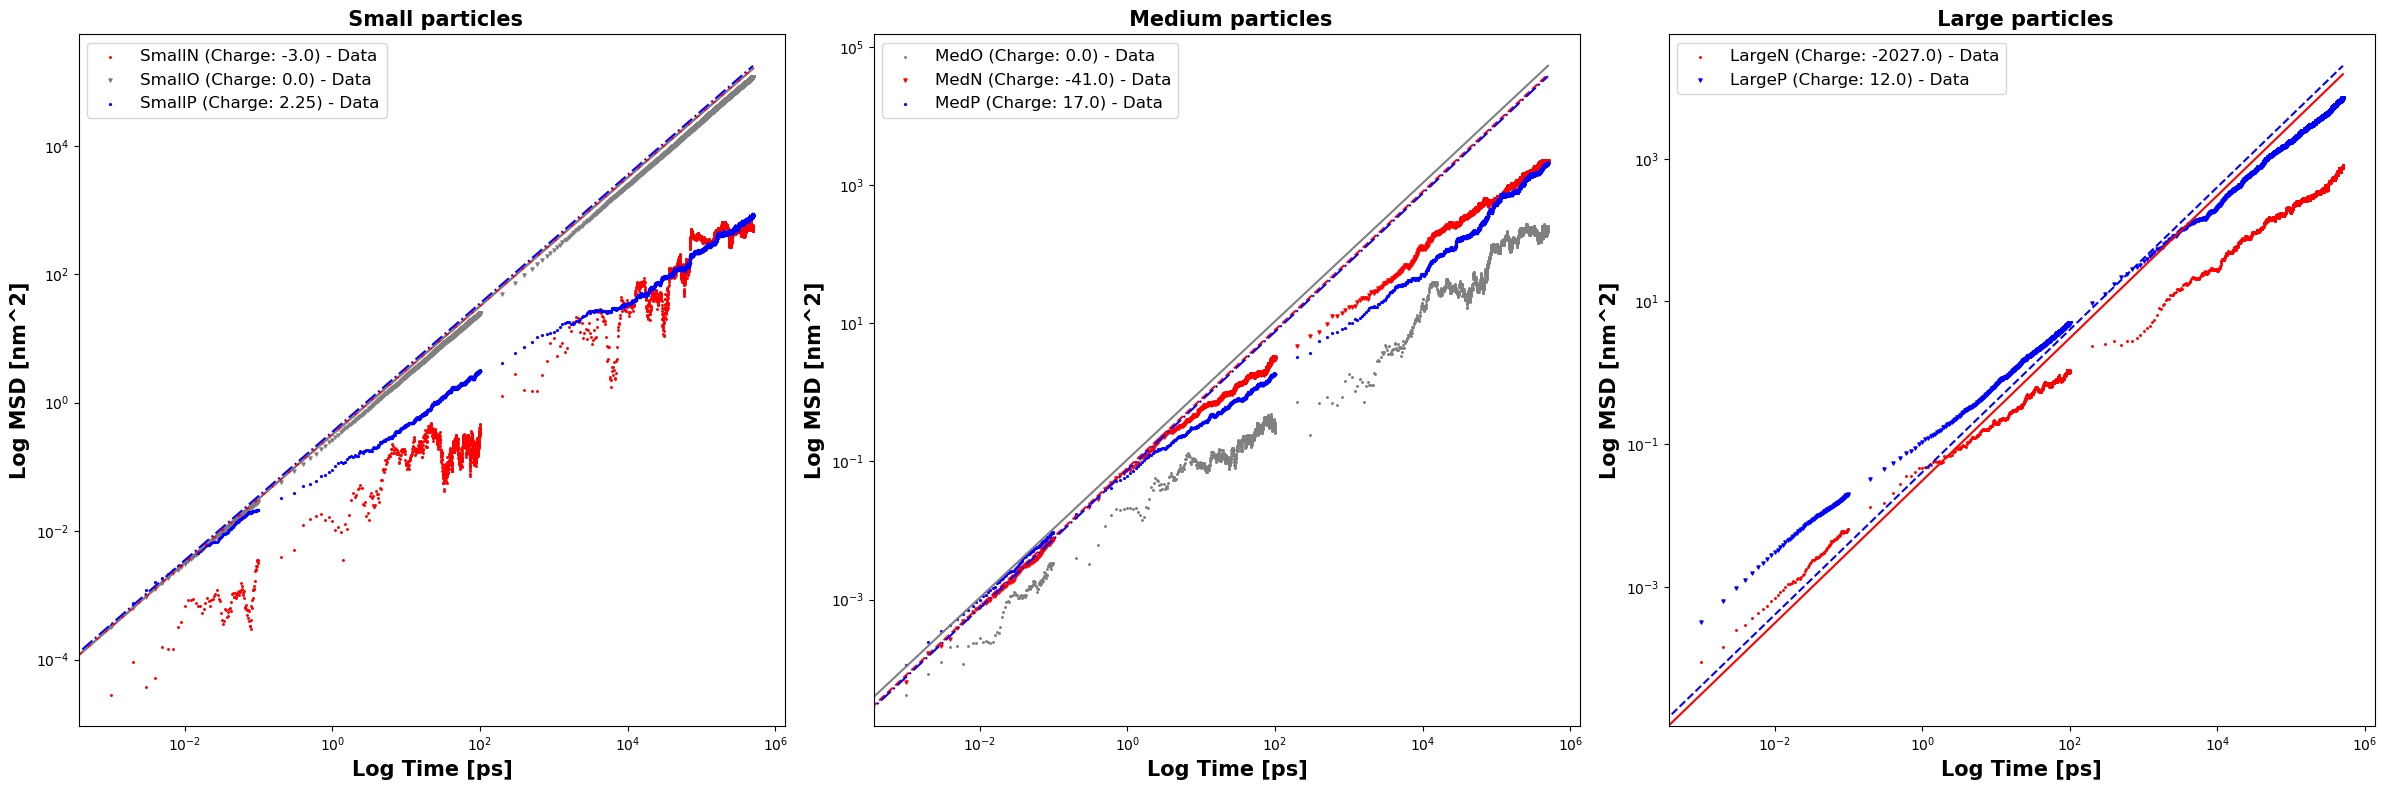 Small particles
Log MSD [nm^2]
10^4
10^2
10^0
10^−2
10^−4
SmallN (Charge: -3.0) - Data
SmallO (Charge: 0.0) - Data
SmallP (Charge: 2.25) - Data
10^−2 10^0 10^2 10^4 10^6
Log Time [ps]
Medium particles
Log MSD [nm^2]
10^5
10^3
10^1
10^−1
10^−3
MedO (Charge: 0.0) - Data
MedN (Charge: -41.0) - Data
MedP (Charge: 17.0) - Data
10^−2 10^0 10^2 10^4 10^6
Log Time [ps]
Large particles
Log MSD [nm^2]
10^3
10^1
10^−1
10^−3
LargeN (Charge: -2027.0) - Data
LargeP (Charge: 12.0) - Data
10^−2 10^0 10^2 10^4 10^6
Log Time [ps]